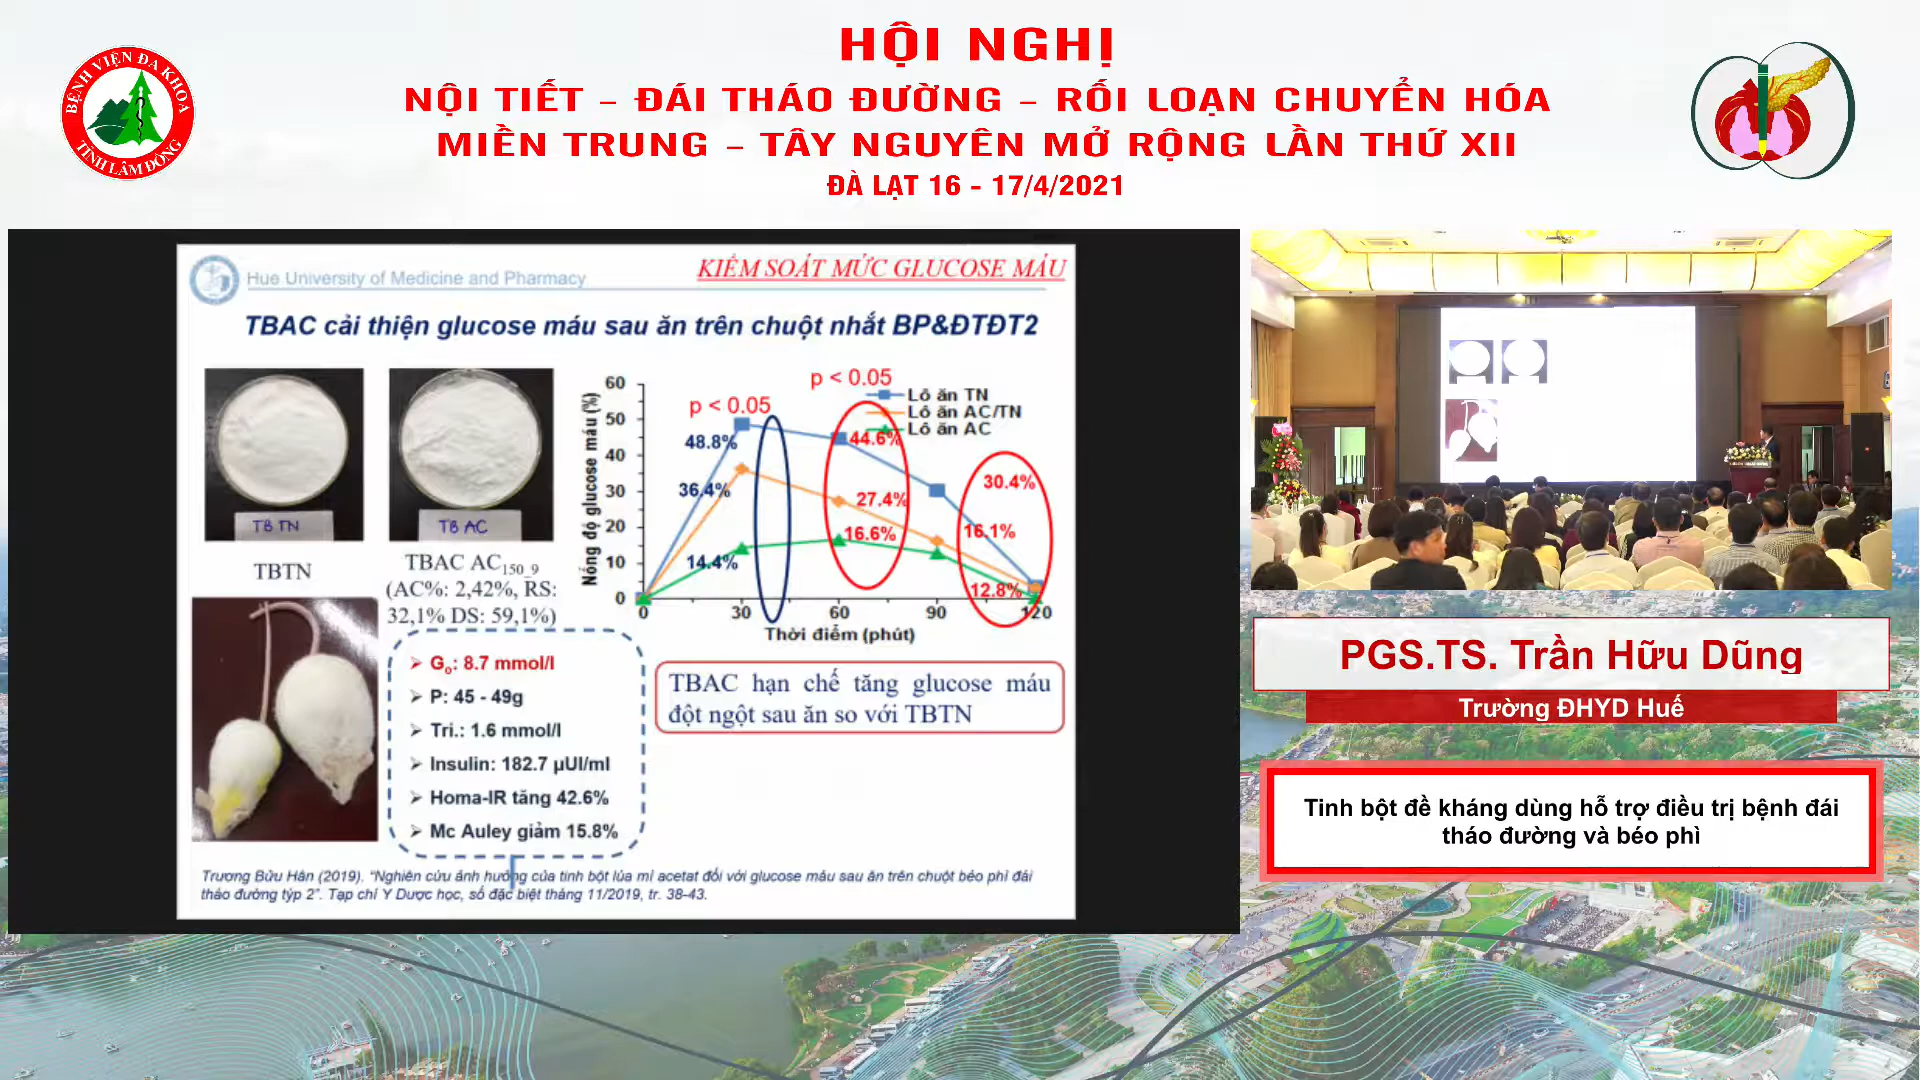 HỘI NGHỊ
NỘI TIẾT – ĐÁI THÁO ĐƯỜNG – RỐI LOẠN CHUYỂN HÓA
MIỀN TRUNG – TÂY NGUYÊN MỞ RỘNG LẦN THỨ XII
ĐÀ LẠT 16 - 17/4/2021
BỆNH VIỆN ĐA KHOA
TỈNH LÂM ĐỒNG
Hue University of Medicine and Pharmacy
KIỂM SOÁT MỨC GLUCOSE MÁU
TBAC cải thiện glucose máu sau ăn trên chuột nhắt BP&ĐTĐT2
TB TN
TB AC
TBTN
TBAC AC150_9
(AC%: 2,42%, RS:
32,1% DS: 59,1%)
Nồng độ glucose máu (%)
60
50
40
30
20
10
0
p < 0.05
p < 0.05
Lô ăn TN
Lô ăn AC/TN
Lô ăn AC
48.8%
36.4%
14.4%
44.6%
27.4%
16.6%
30.4%
16.1%
12.8%
0 30 60 90 120
Thời điểm (phút)
➢ Go: 8.7 mmol/l
➢ P: 45 - 49g
➢ Tri.: 1.6 mmol/l
➢ Insulin: 182.7 µUI/ml
➢ Homa-IR tăng 42.6%
➢ Mc Auley giảm 15.8%
TBAC hạn chế tăng glucose máu
đột ngột sau ăn so với TBTN
Trương Bửu Hân (2019). “Nghiên cứu ảnh hưởng của tinh bột lúa mì acetat đối với glucose máu sau ăn trên chuột béo phì đái
tháo đường týp 2”. Tạp chí Y Dược học, số đặc biệt tháng 11/2019, tr. 38-43.
PGS.TS. Trần Hữu Dũng
Trường ĐHYD Huế
Tinh bột đề kháng dùng hỗ trợ điều trị bệnh đái
tháo đường và béo phì